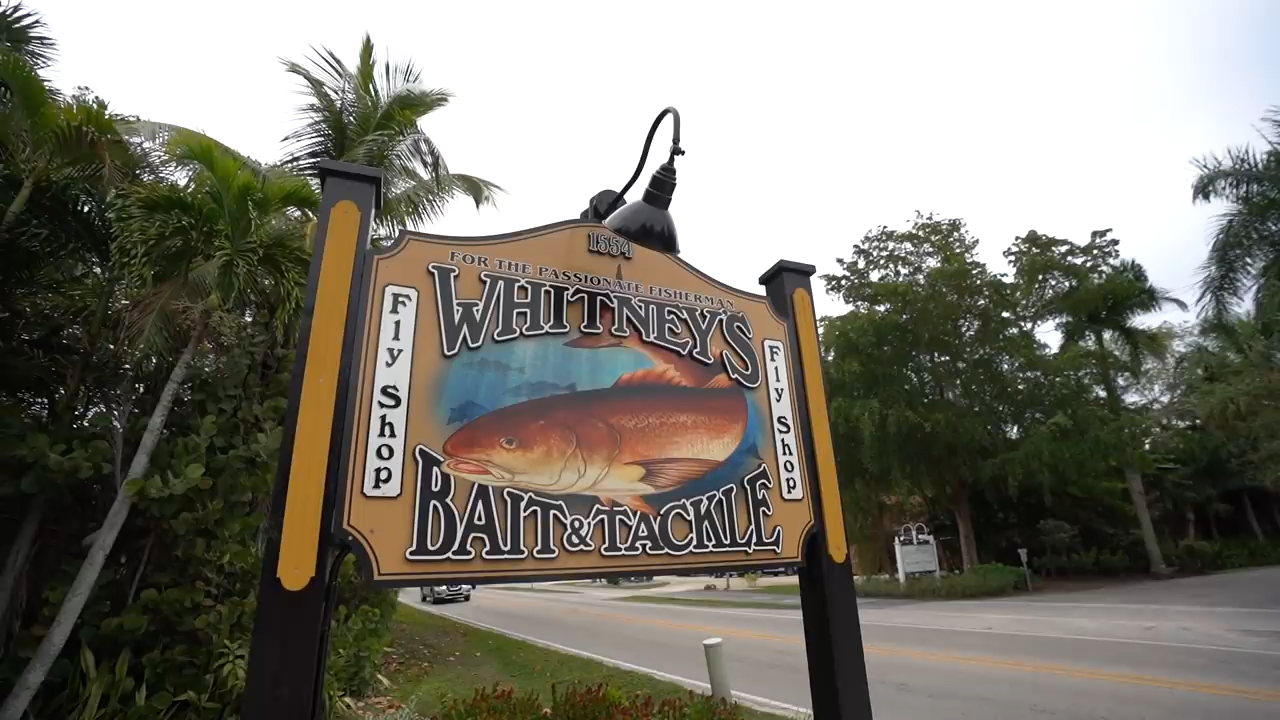 1554
FOR THE PASSIONATE FISHERMAN
WHITNEY'S
Fly Shop
Fly Shop
BAIT & TACKLE